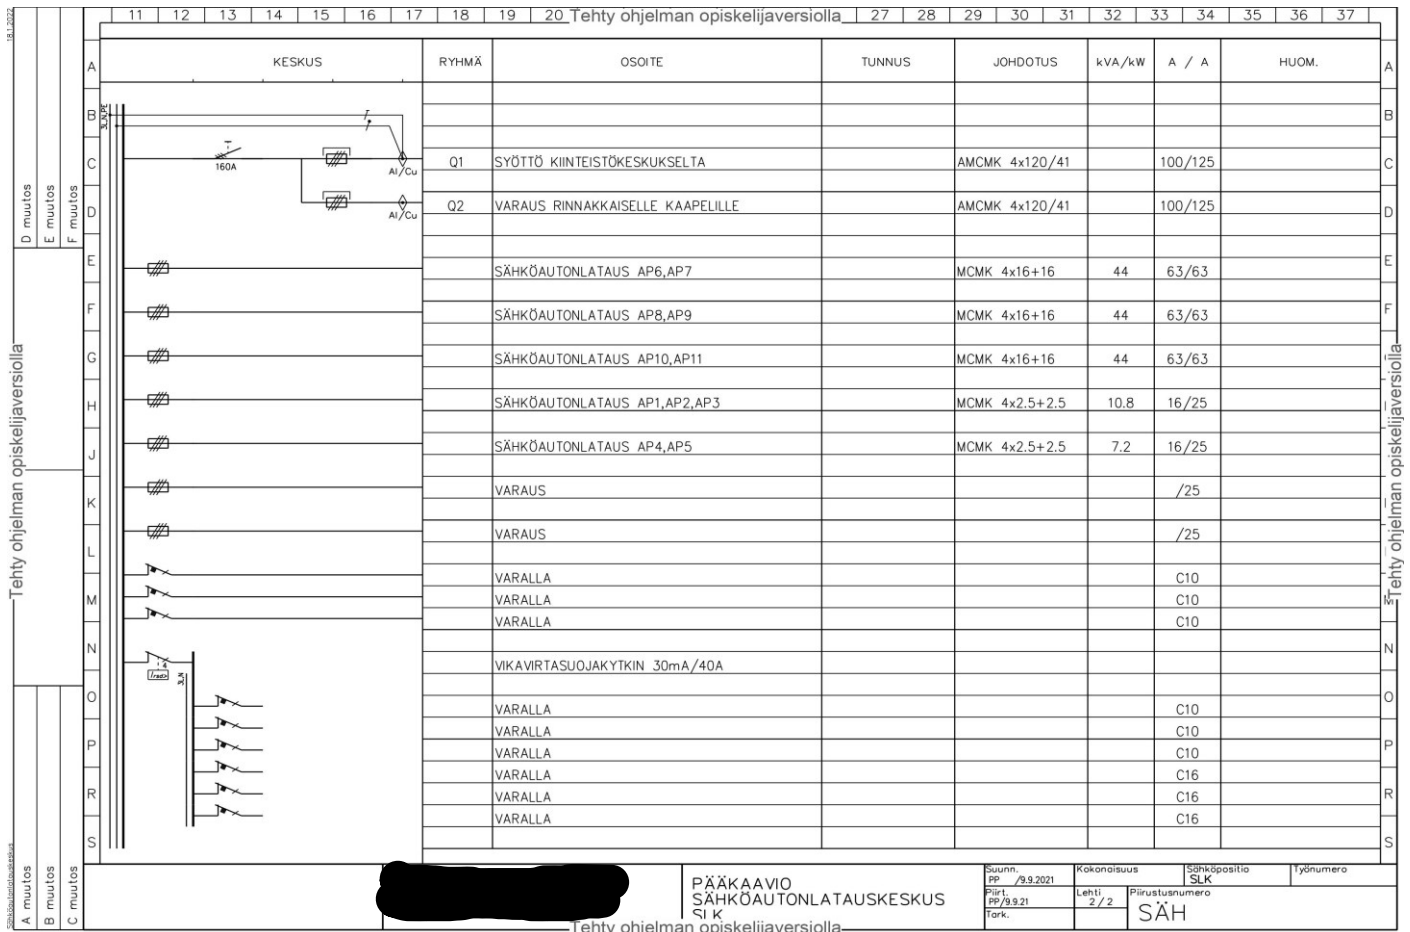 11 12 13 14 15 16 17 18 19 20 Tehty ohjelman opiskelijaversiolla 27 28 29 30 31 32 33 34 35 36 37
18.1.2022
A KESKUS RYHMÄ OSOITE TUNNUS JOHDOTUS kVA/kW A / A HUOM. A
B 3L,N,PE B
C 160A Al/Cu Q1 SYÖTTÖ KIINTEISTÖKESKUKSELTA AMCMK 4x120/41 100/125 C
D Al/Cu Q2 VARAUS RINNAKKAISELLE KAAPELILLE AMCMK 4x120/41 100/125 D
D muutos
E muutos
F muutos
E SÄHKÖAUTONLATAUS AP6,AP7 MCMK 4x16+16 44 63/63 E
F SÄHKÖAUTONLATAUS AP8,AP9 MCMK 4x16+16 44 63/63 F
G SÄHKÖAUTONLATAUS AP10,AP11 MCMK 4x16+16 44 63/63
H SÄHKÖAUTONLATAUS AP1,AP2,AP3 MCMK 4x2.5+2.5 10.8 16/25
J SÄHKÖAUTONLATAUS AP4,AP5 MCMK 4x2.5+2.5 7.2 16/25
Tehty ohjelman opiskelijaversiolla
Tehty ohjelman opiskelijaversiolla
K VARAUS /25
L VARAUS /25
VARALLA C10
M VARALLA C10 M
VARALLA C10
N VIKAVIRTASUOJAKYTKIN 30mA/40A N
3L,N
O VARALLA C10 O
VARALLA C10
P VARALLA C10 P
VARALLA C16
R VARALLA C16 R
VARALLA C16
S S
Sähköautonlatauskeskus
A muutos
B muutos
C muutos
PÄÄKAAVIO
SÄHKÖAUTONLATAUSKESKUS
SLK
Suunn.
PP /9.9.2021
Kokonaisuus
Sähköpositio
SLK
Työnumero
Piirt.
PP/9.9.21
Lehti
2 / 2
Piirustusnumero
SÄH
Tark.
Tehty ohjelman opiskelijaversiolla